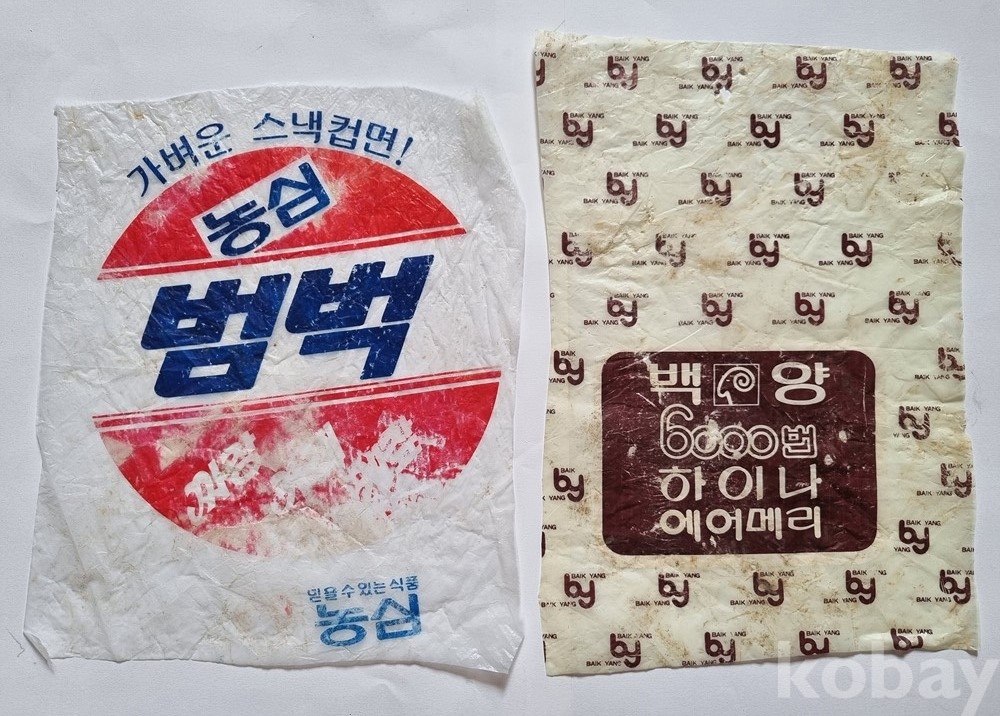 가벼운 스낵컵면!
농심
범벅
믿을 수 있는 식품
농심
by BAIK YANG
백양
6000번
하이나
에어메리
kobay